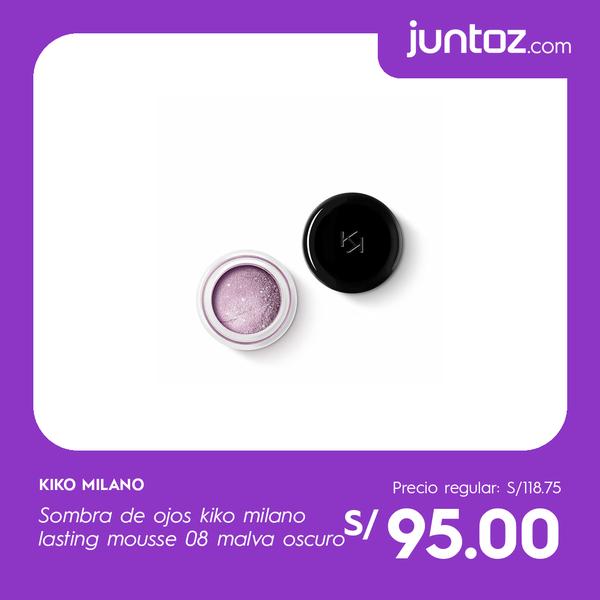 juntoz.com
KK
KIKO MILANO
Sombra de ojos kiko milano
lasting mousse 08 malva oscuro
Precio regular: S/118.75
S/ 95.00